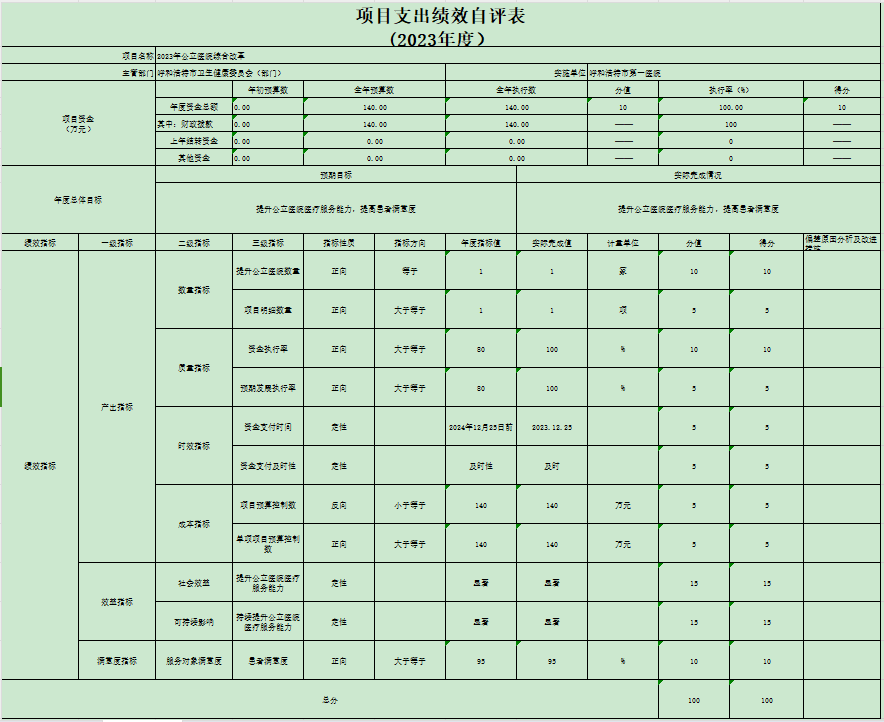 项目支出绩效自评表
(2023年度)
项目名称 2023年公立医院综合改革
主管部门 呼和浩特市卫生健康委员会（部门） 实施单位 呼和浩特市第一医院
项目资金（万元） 年初预算数 全年预算数 全年执行数 分值 执行率（%） 得分
年度资金总额 0.00 140.00 140.00 10 100.00 10
其中：财政拨款 0.00 140.00 140.00 —— 100 ——
上年结转资金 0.00 0.00 0.00 —— 0 ——
其他资金 0.00 0.00 0.00 —— 0 ——
年度总体目标 预期目标 实际完成情况
提升公立医院医疗服务能力，提高患者满意度 提升公立医院医疗服务能力，提高患者满意度
绩效指标 一级指标 二级指标 三级指标 指标性质 指标方向 年度指标值 实际完成值 计量单位 分值 得分 偏差原因分析及改进措施
绩效指标 产出指标 数量指标 提升公立医院数量 正向 等于 1 1 家 10 10
项目明细数量 正向 大于等于 1 1 项 5 5
质量指标 资金执行率 正向 大于等于 80 100 % 10 10
预期发展执行率 正向 大于等于 80 100 % 5 5
时效指标 资金支付时间 定性 2024年12月25日前 2023.12.25 5 5
资金支付及时性 定性 及时性 及时 5 5
成本指标 项目预算控制数 反向 小于等于 140 140 万元 5 5
单项项目预算控制数 正向 大于等于 140 140 万元 5 5
效益指标 社会效益 提升公立医院医疗服务能力 定性 显著 显著 15 15
可持续影响 持续提升公立医院医疗服务能力 定性 显著 显著 15 15
满意度指标 服务对象满意度 患者满意度 正向 大于等于 95 95 % 10 10
总分 100 100